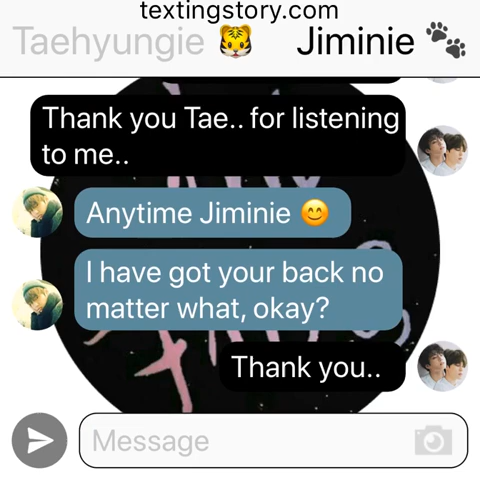 textingstory.com
Taehyungie 🐯 Jiminie 🐾
Thank you Tae.. for listening
to me..
Anytime Jiminie 😊
I have got your back no
matter what, okay?
Thank you..
Message